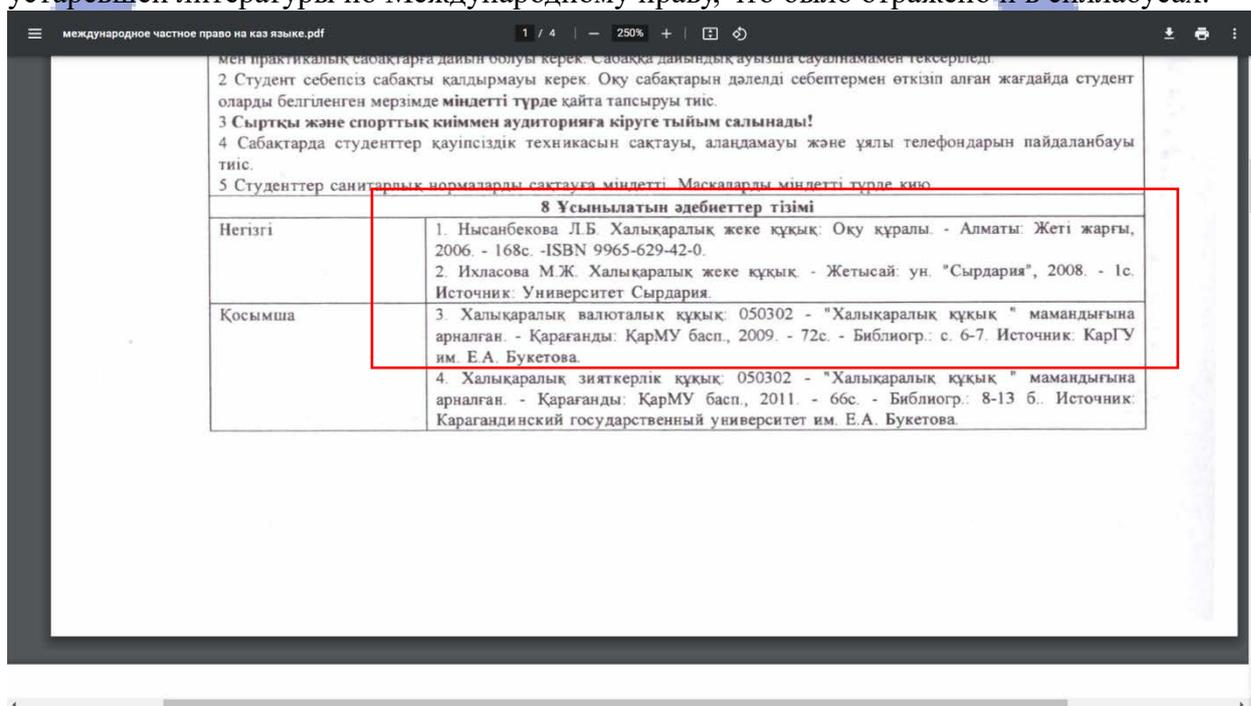 устаревшей литературы по Международному праву, что было отражено и в силлабусах.
международное частное право на каз языке.pdf 1 / 4 250%
мен практикалық сабақтарға дайын болуы керек. Сабаққа дайындық ауызша сауалнамамен тексеріледі.
2 Студент себепсіз сабақты қалдырмауы керек. Оқу сабақтарын дәлелді себептермен өткізіп алған жағдайда студент
оларды белгіленген мерзімде міндетті түрде қайта тапсыруы тиіс.
3 Сыртқы және спорттық киіммен аудиторияға кіруге тыйым салынады!
4 Сабақтарда студенттер қауіпсіздік техникасын сақтауы, алаңдамауы және ұялы телефондарын пайдаланбауы
тиіс.
5 Студенттер санитарлық нормаларды сақтауға міндетті. Маскаларды міндетті түрде кию
8 Ұсынылатын әдебиеттер тізімі
Негізгі
1. Нысанбекова Л.Б. Халықаралық жеке құқық: Оқу құралы. - Алматы: Жеті жарғы,
2006. - 168с. -ISBN 9965-629-42-0.
2. Ихласова М.Ж. Халықаралық жеке құқық. - Жетысай: ун. "Сырдария", 2008. - 1с.
Источник: Университет Сырдария.
Қосымша
3. Халықаралық валюталық құқық: 050302 - "Халықаралық құқық " мамандығына
арналған. - Қарағанды: ҚарМУ басп., 2009. - 72с. - Библиогр.: с. 6-7. Источник: КарГУ
им. Е.А. Букетова.
4. Халықаралық зияткерлік құқық: 050302 - "Халықаралық құқық " мамандығына
арналған. - Қарағанды: ҚарМУ басп., 2011. - 66с. - Библиогр.: 8-13 б.. Источник:
Карагандинский государственный университет им. Е.А. Букетова.